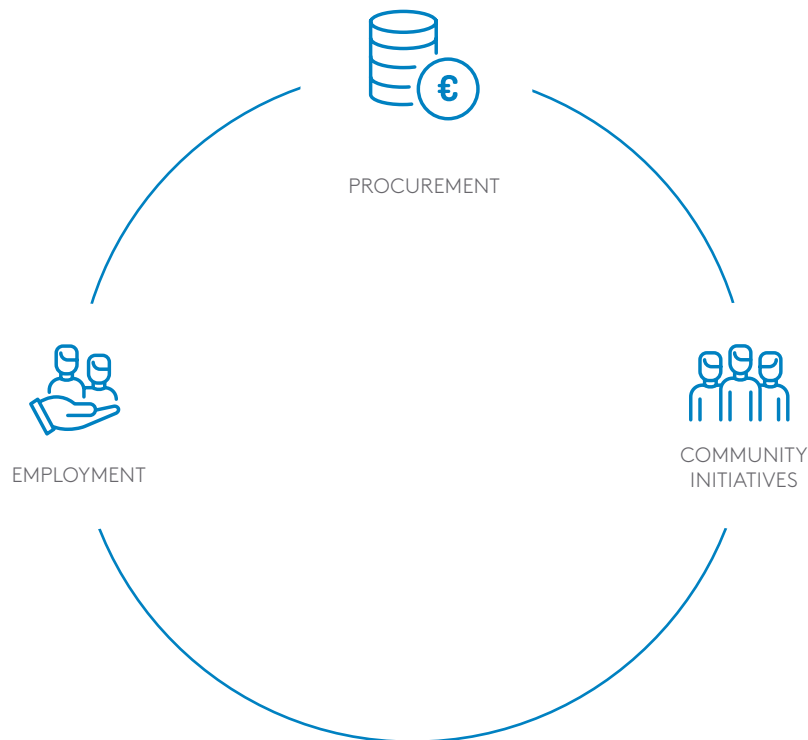 €
PROCUREMENT
EMPLOYMENT
COMMUNITY
INITIATIVES